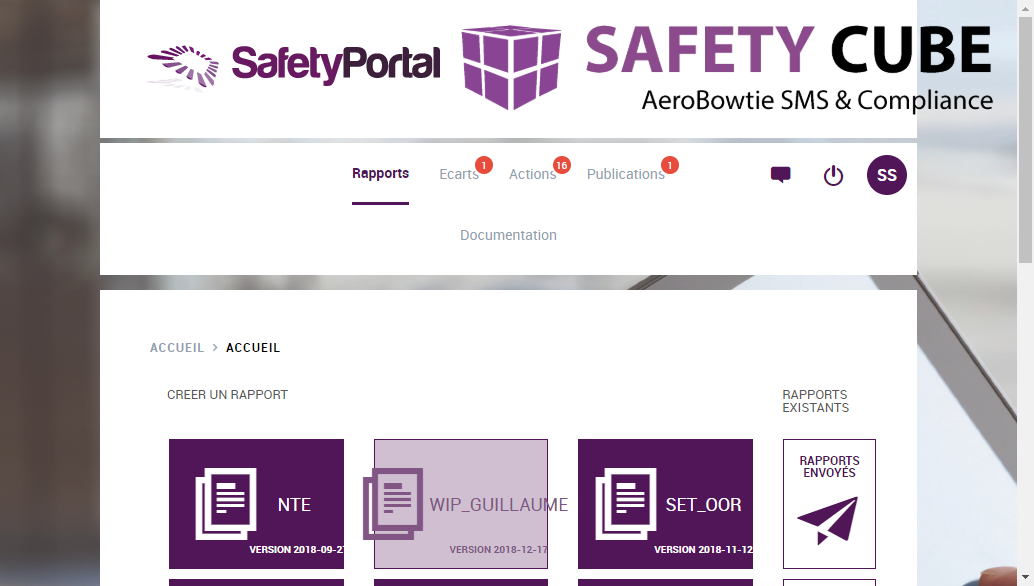 SafetyPortal
SAFETY CUBE
AeroBowtie SMS & Compliance
Rapports
Ecarts 1
Actions 16
Publications 1
SS
Documentation
ACCUEIL > ACCUEIL
CREER UN RAPPORT
RAPPORTS
EXISTANTS
NTE
VERSION 2018-09-27
WIP_GUILLAUME
VERSION 2018-12-17
SET_OOR
VERSION 2018-11-12
RAPPORTS
ENVOYÉS